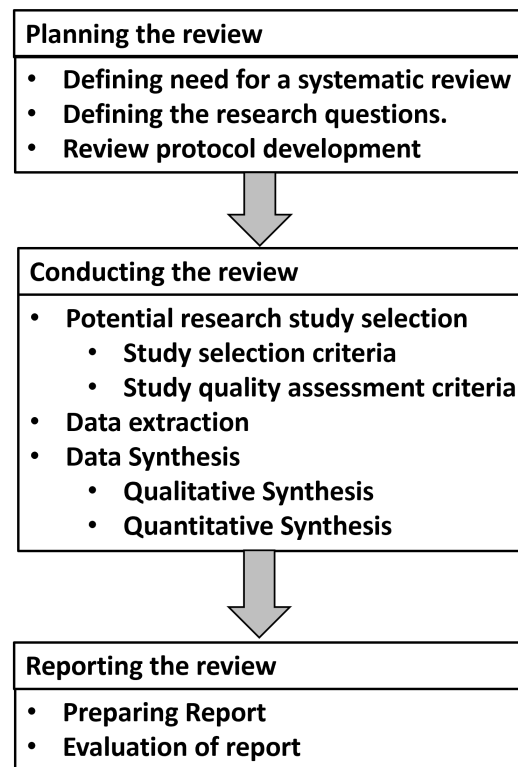 Planning the review
• Defining need for a systematic review
• Defining the research questions.
• Review protocol development
Conducting the review
• Potential research study selection
• Study selection criteria
• Study quality assessment criteria
• Data extraction
• Data Synthesis
• Qualitative Synthesis
• Quantitative Synthesis
Reporting the review
• Preparing Report
• Evaluation of report